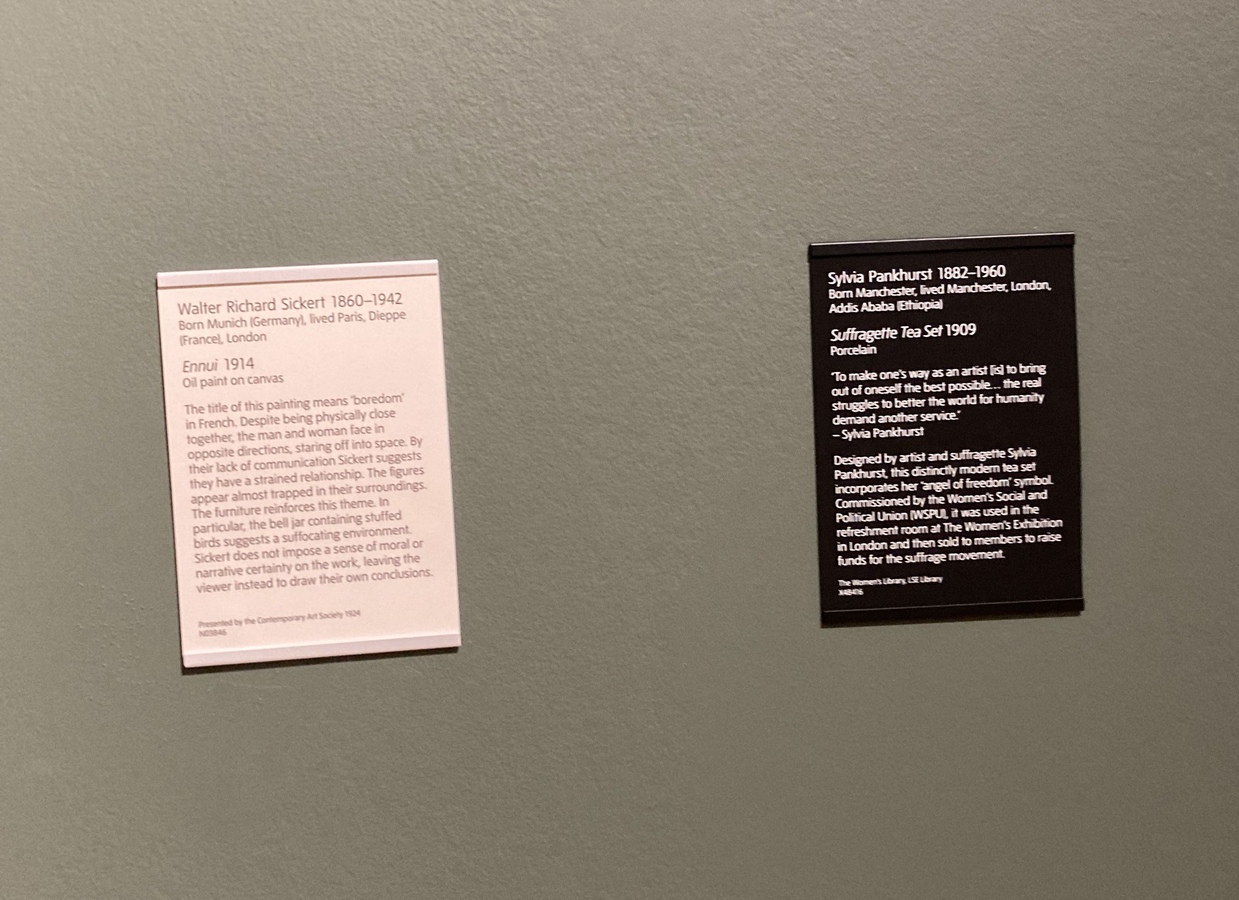 Walter Richard Sickert 1860–1942
Born Munich (Germany), lived Paris, Dieppe
(France), London
Ennui 1914
Oil paint on canvas
The title of this painting means 'boredom'
in French. Despite being physically close
together, the man and woman face in
opposite directions, staring off into space. By
their lack of communication Sickert suggests
they have a strained relationship. The figures
appear almost trapped in their surroundings.
The furniture reinforces this theme. In
particular, the bell jar containing stuffed
birds suggests a suffocating environment.
Sickert does not impose a sense of moral or
narrative certainty on the work, leaving the
viewer instead to draw their own conclusions.
Presented by the Contemporary Art Society 1924
N03846
Sylvia Pankhurst 1882–1960
Born Manchester, lived Manchester, London,
Addis Ababa (Ethiopia)
Suffragette Tea Set 1909
Porcelain
'To make one's way as an artist [is] to bring
out of oneself the best possible... the real
struggles to better the world for humanity
demand another service.'
– Sylvia Pankhurst
Designed by artist and suffragette Sylvia
Pankhurst, this distinctly modern tea set
incorporates her 'angel of freedom' symbol.
Commissioned by the Women's Social and
Political Union (WSPU), it was used in the
refreshment room at The Women's Exhibition
in London and then sold to members to raise
funds for the suffrage movement.
The Women's Library, LSE Library